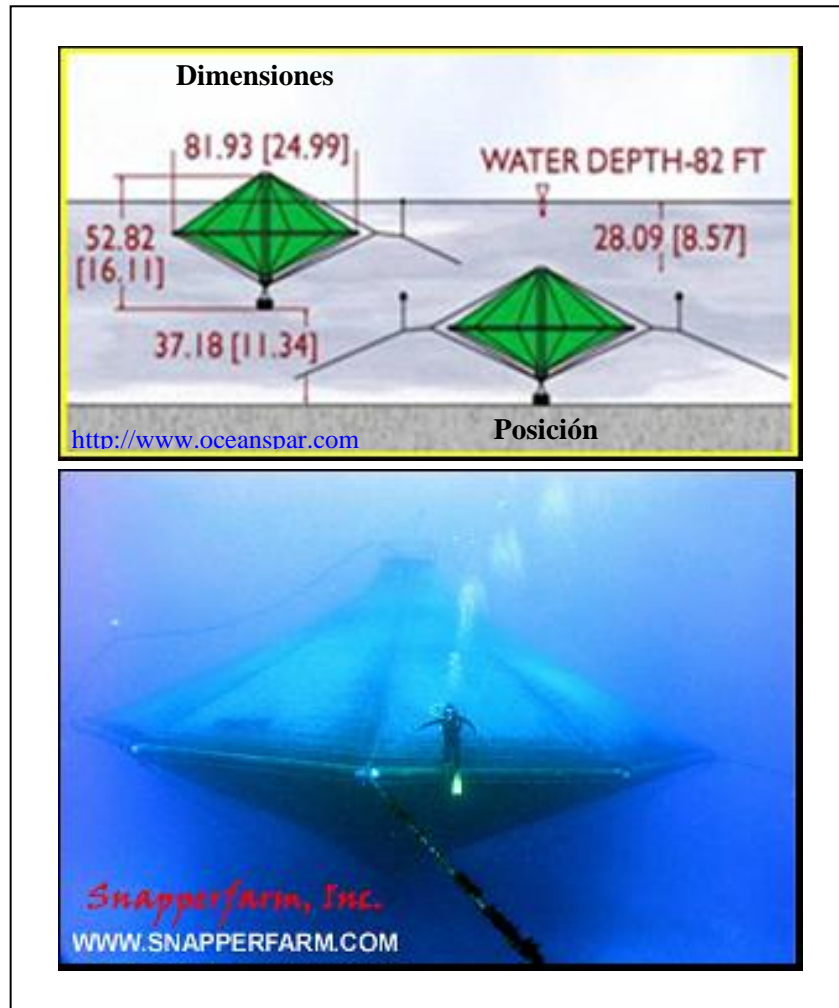 Dimensiones
81.93 [24.99]
WATER DEPTH-82 FT
52.82
[16.11]
28.09 [8.57]
37.18 [11.34]
http://www.oceanspar.com
Posición
Snapperfarm, Inc.
WWW.SNAPPERFARM.COM